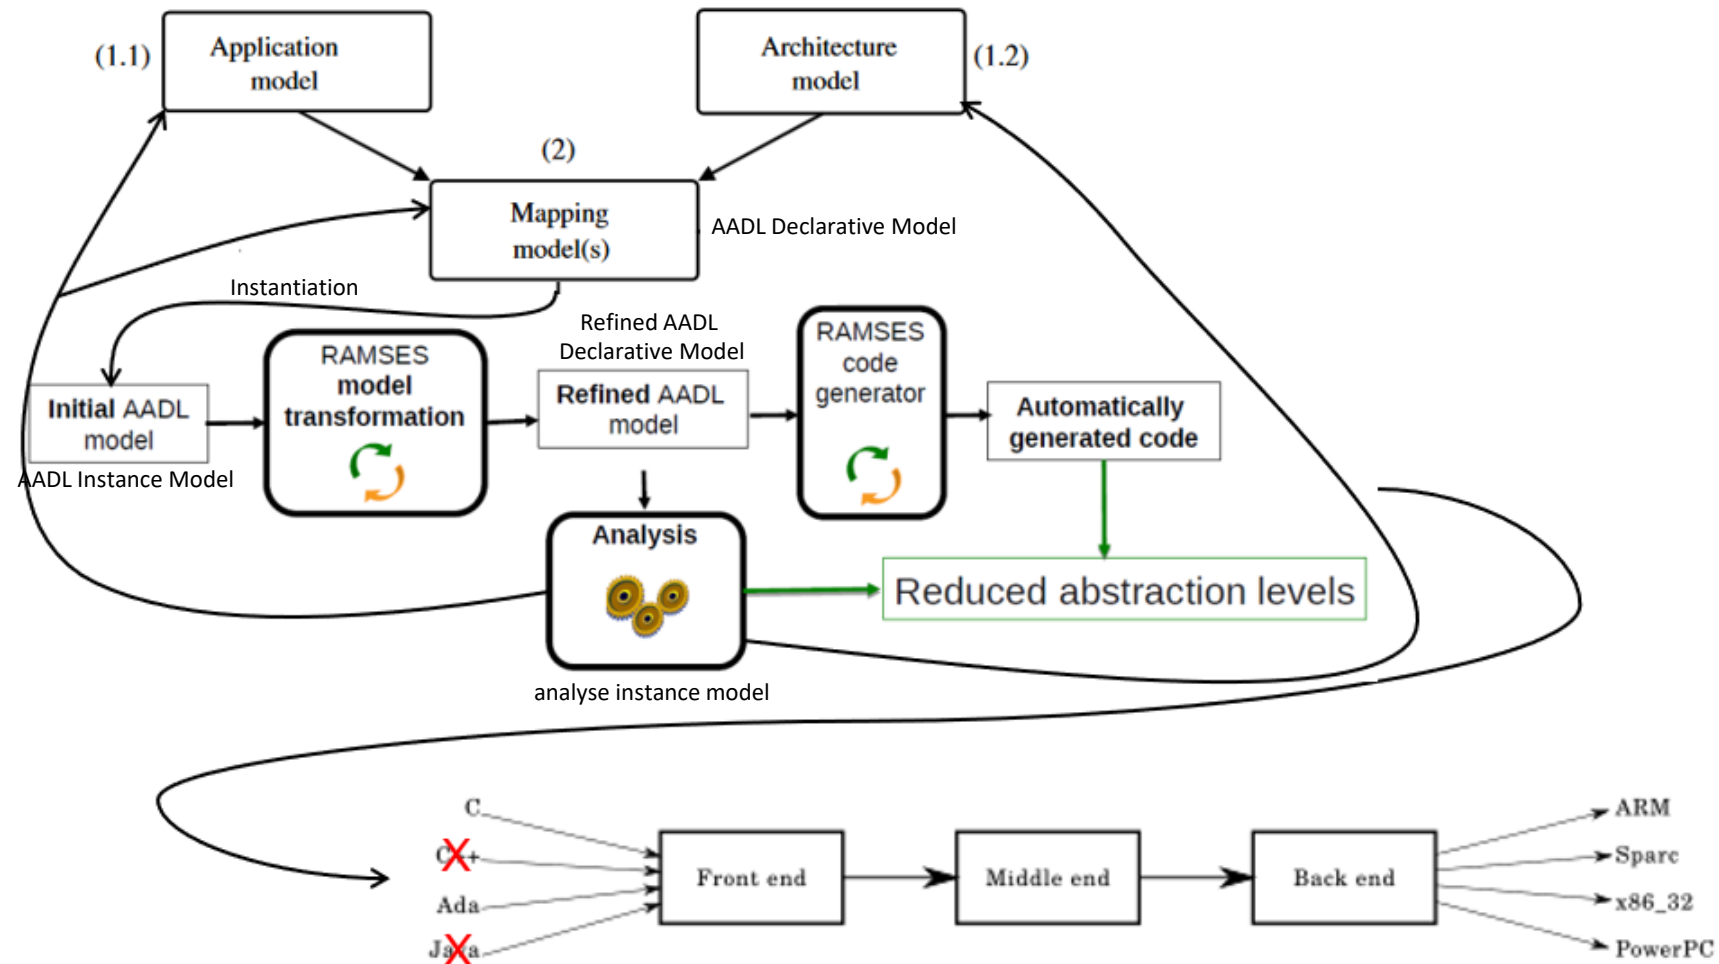 (1.1)
Application
model
Architecture
model
(1.2)
(2)
Mapping
model(s)
AADL Declarative Model
Instantiation
Refined AADL
Declarative Model
RAMSES
model
transformation
RAMSES
code
generator
Initial AADL
model
AADL Instance Model
Refined AADL
model
Automatically
generated code
Analysis
Reduced abstraction levels
analyse instance model
C
C++
Ada
Java
Front end
Middle end
Back end
ARM
Sparc
x86_32
PowerPC